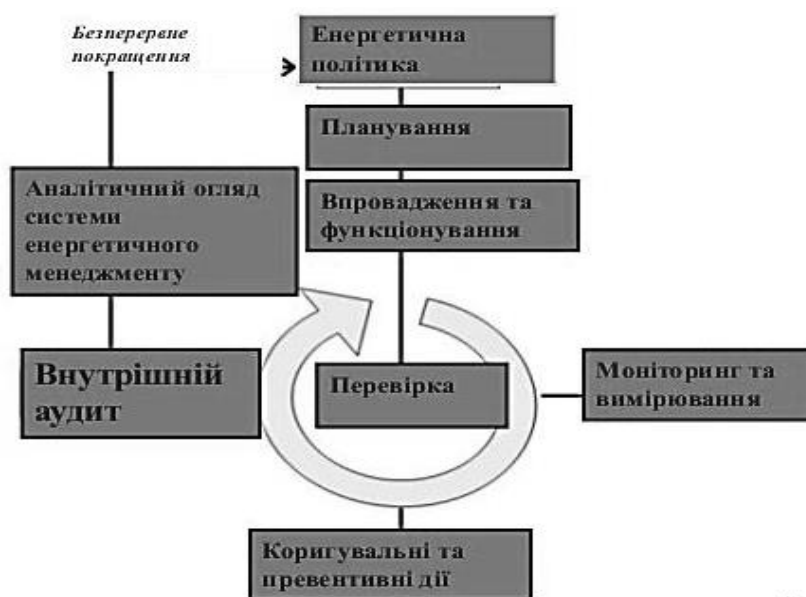 Безперервне
покращення
Енергетична
політика
Планування
Аналітичний огляд
системи
енергетичного
менеджменту
Впровадження та
функціонування
Внутрішній
аудит
Перевірка
Моніторинг та
вимірювання
Коригувальні та
превентивні дії